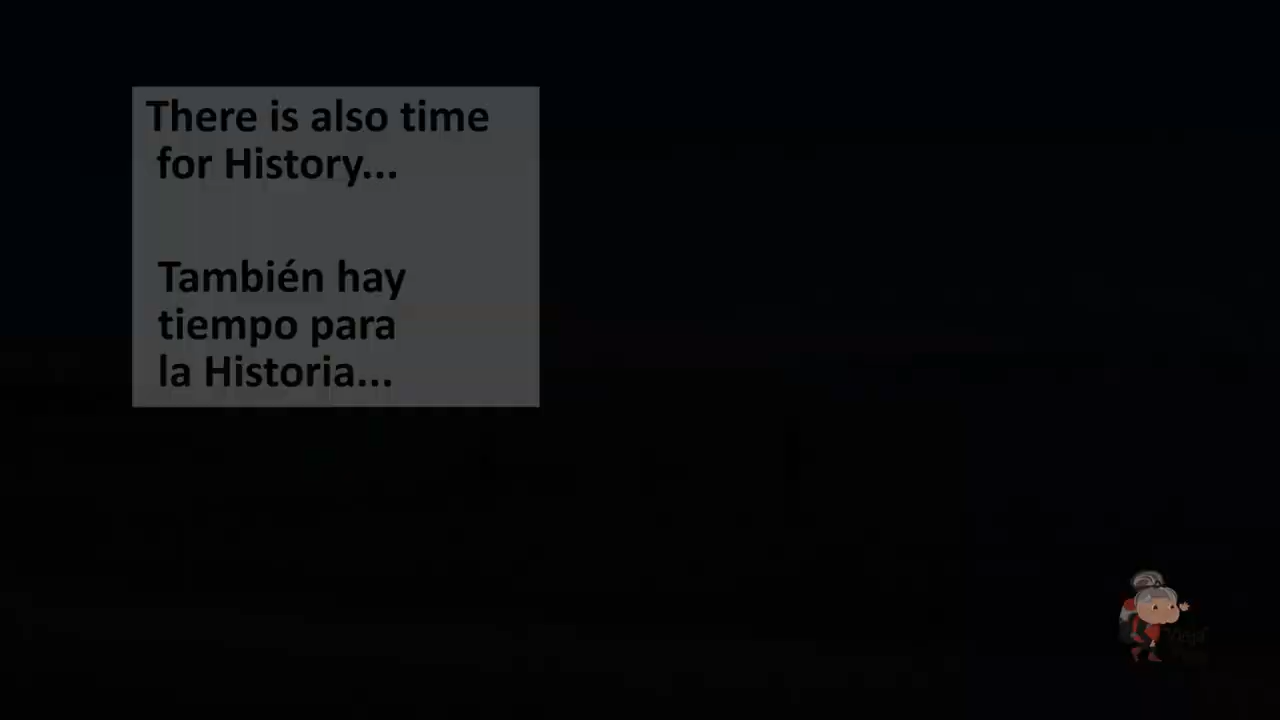 There is also time
for History...
También hay
tiempo para
la Historia...